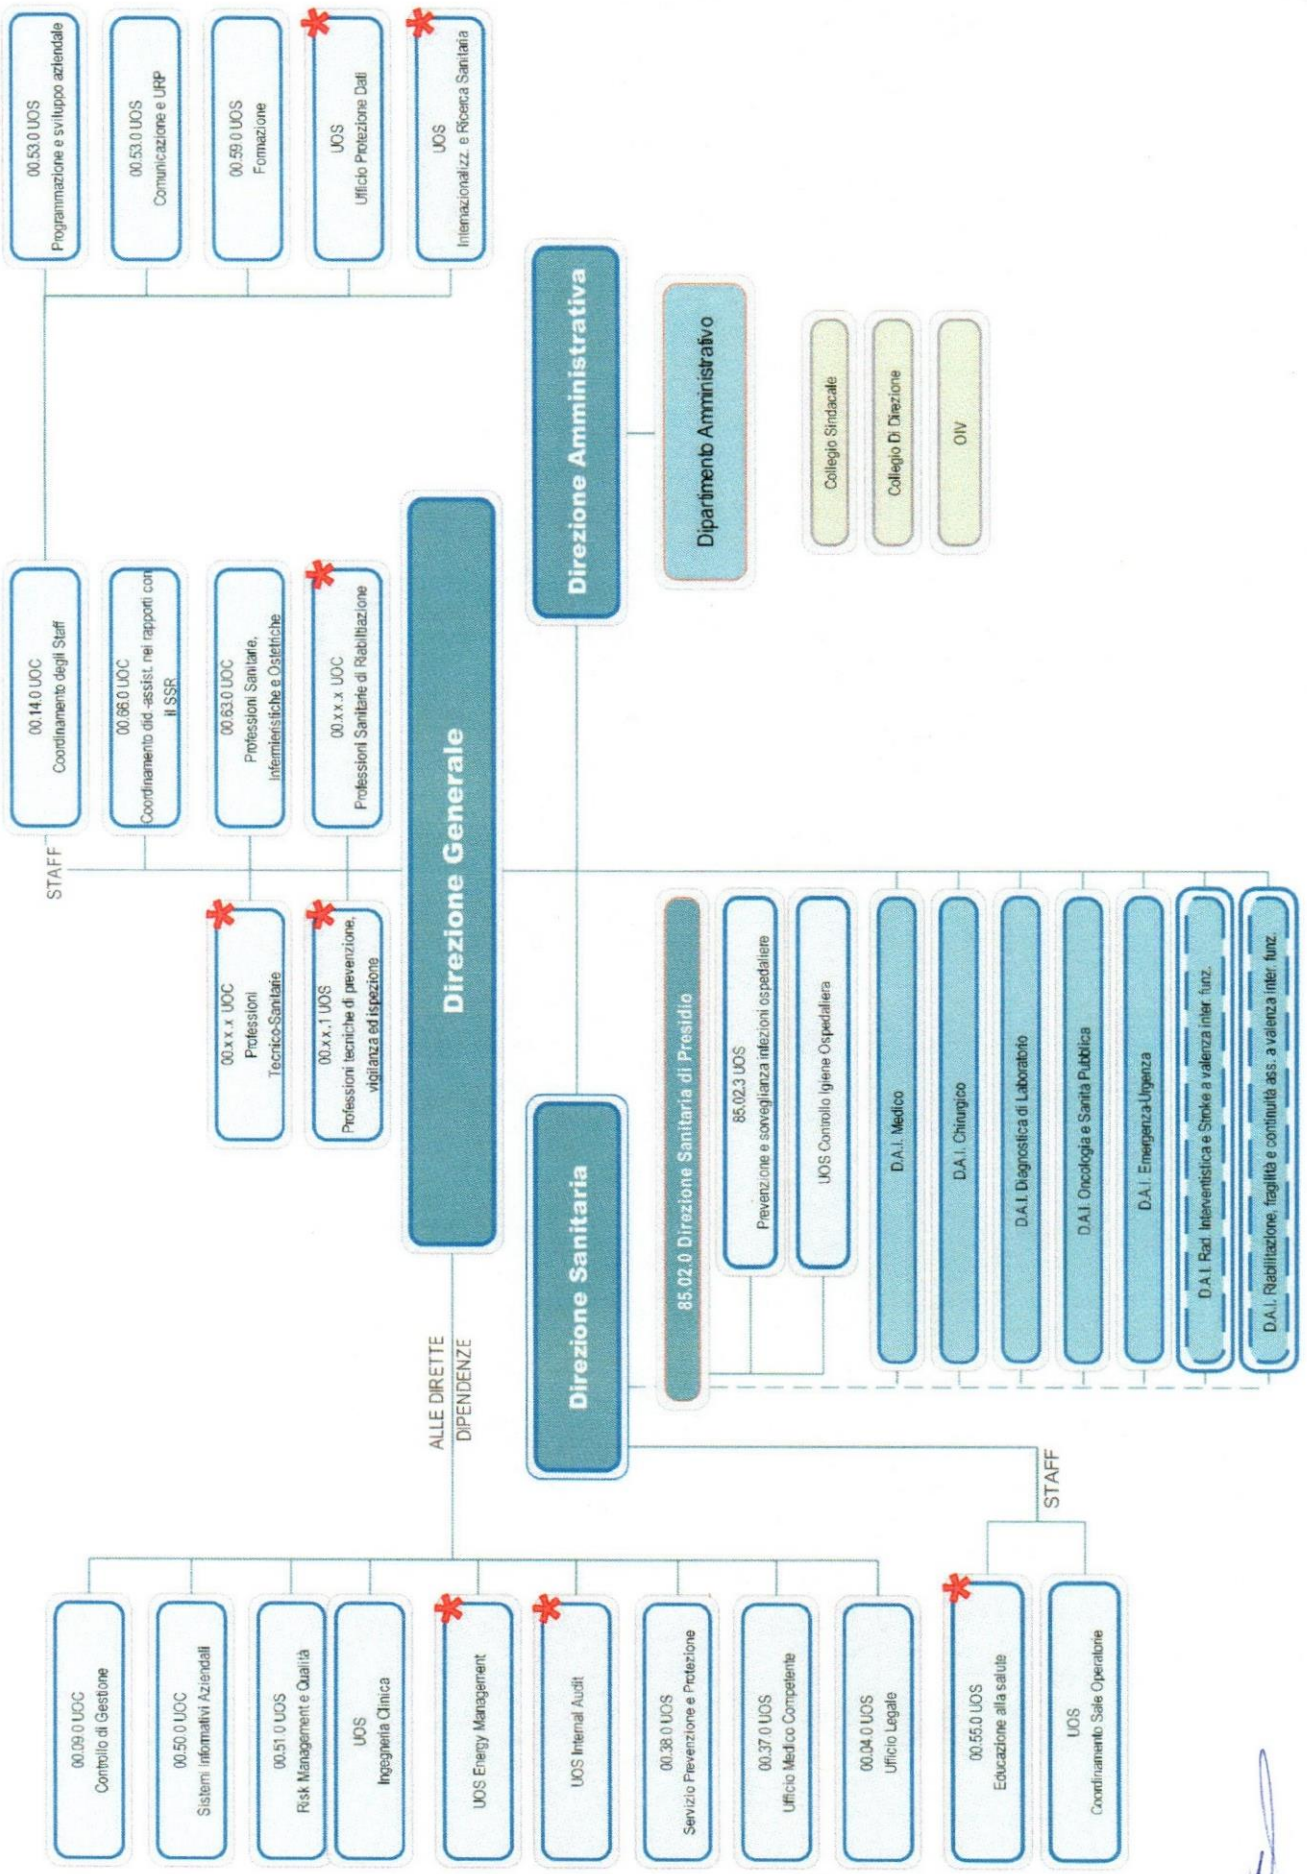 STAFF
00.14.0 UOC
Coordinamento degli Staff
00.66.0 UOC
Coordinamento did.-assist. nei rapporti con
il SSR
00.63.0 UOC
Professioni Sanitarie,
Infermieristiche e Ostetriche
00.x x .x UOC
Professioni Sanitarie di Riabiltiazione
00.x x .x UOC
Professioni
Tecnico-Sanitarie
00.x x .1 UOS
Professioni tecniche di prevenzione,
vigilanza ed ispezione
00.53.0 UOS
Programmazione e sviluppo aziendale
00.53.0 UOS
Comunicazione e URP
00.59.0 UOS
Formazione
UOS
Ufficio Protezione Dati
UOS
Internazionalizz. e Ricerca Sanitaria
Direzione Generale
ALLE DIRETTE
DIPENDENZE
00.09.0 UOC
Controllo di Gestione
00.50.0 UOC
Sistemi Informativi Aziendali
00.51.0 UOS
Risk Management e Qualità
UOS
Ingegneria Clinica
UOS Energy Management
UOS Internal Audit
00.38.0 UOS
Servizio Prevenzione e Protezione
00.37.0 UOS
Ufficio Medico Competente
00.04.0 UOS
Ufficio Legale
Direzione Sanitaria
STAFF
00.55.0 UOS
Educazione alla salute
UOS
Coordinamento Sale Operatorie
85.02.0 Direzione Sanitaria di Presidio
85.02.3 UOS
Prevenzione e sorveglianza infezioni ospedaliere
UOS Controllo Igiene Ospedaliera
D.A.I. Medico
D.A.I. Chirurgico
D.A.I. Diagnostica di Laboratorio
D.A.I. Oncologia e Sanita Pubblica
D.A.I. Emergenza-Urgenza
D.A.I. Rad. Interventistica e Stroke a valenza inter. funz.
D.A.I. Riabilitazione, fragilità e continuità ass. a valenza inter. funz.
Direzione Amministrativa
Dipartimento Amministrativo
Collegio Sindacale
Collegio Di Direzione
OIV